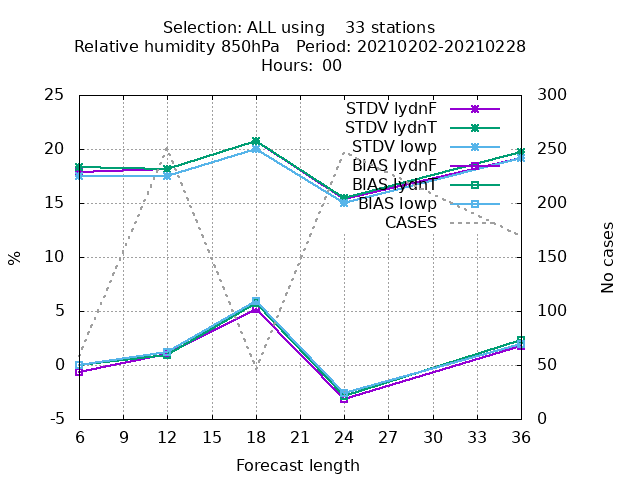 Selection: ALL using    33 stations
Relative humidity 850hPa   Period: 20210202-20210228
Hours:  00
25
20
15
10
5
0
-5
%
300
250
200
150
100
50
0
No cases
STDV lydnF
STDV lydnT
STDV lowp
BIAS lydnF
BIAS lydnT
BIAS lowp
CASES
6 9 12 15 18 21 24 27 30 33 36
Forecast length